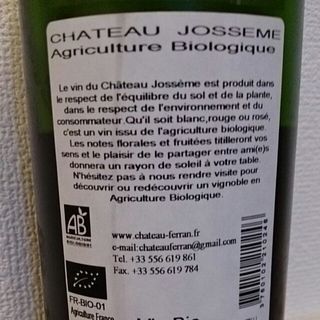 CHATEAU JOSSEME
Agriculture Biologique
Le vin du Château Jossème est produit dans
le respect de l'équilibre du sol et de la plante,
dans le respect de l'environnement et du
consommateur.Qu'il soit blanc,rouge ou rosé,
c'est un vin issu de l'agriculture biologique.
Les notes florales et fruitées titilleront vos
sens et le plaisir de le partager entre ami(e)s
donnera un rayon de soleil à votre table.
N'hésitez pas à nous rendre visite pour
découvrir ou redécouvrir un vignoble en
Agriculture Biologique.
AB
AGRICULTURE
BIOLOGIQUE
www.chateau-ferran.com
e-mail:chateauferran@gmail.com
Tel. +33 556 619 861
Fax. +33 556 619 784
FR-BIO-01
Agriculture France